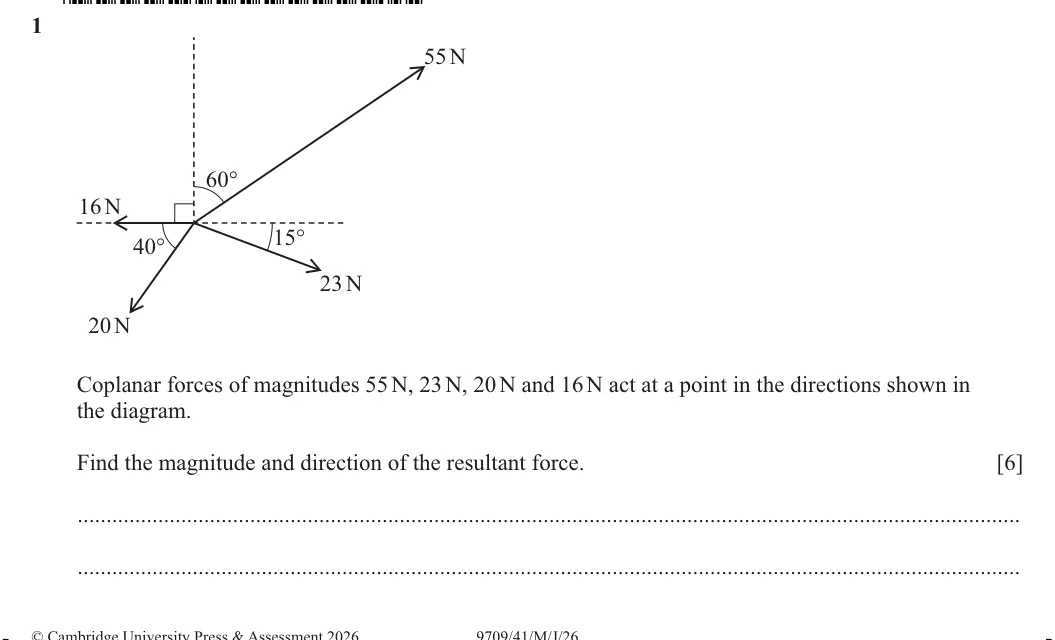 1
55 N
60°
16 N
40°
15°
23 N
20 N
Coplanar forces of magnitudes 55 N, 23 N, 20 N and 16 N act at a point in the directions shown in
the diagram.
Find the magnitude and direction of the resultant force. [6]
© Cambridge University Press & Assessment 2026 9709/41/M/J/26